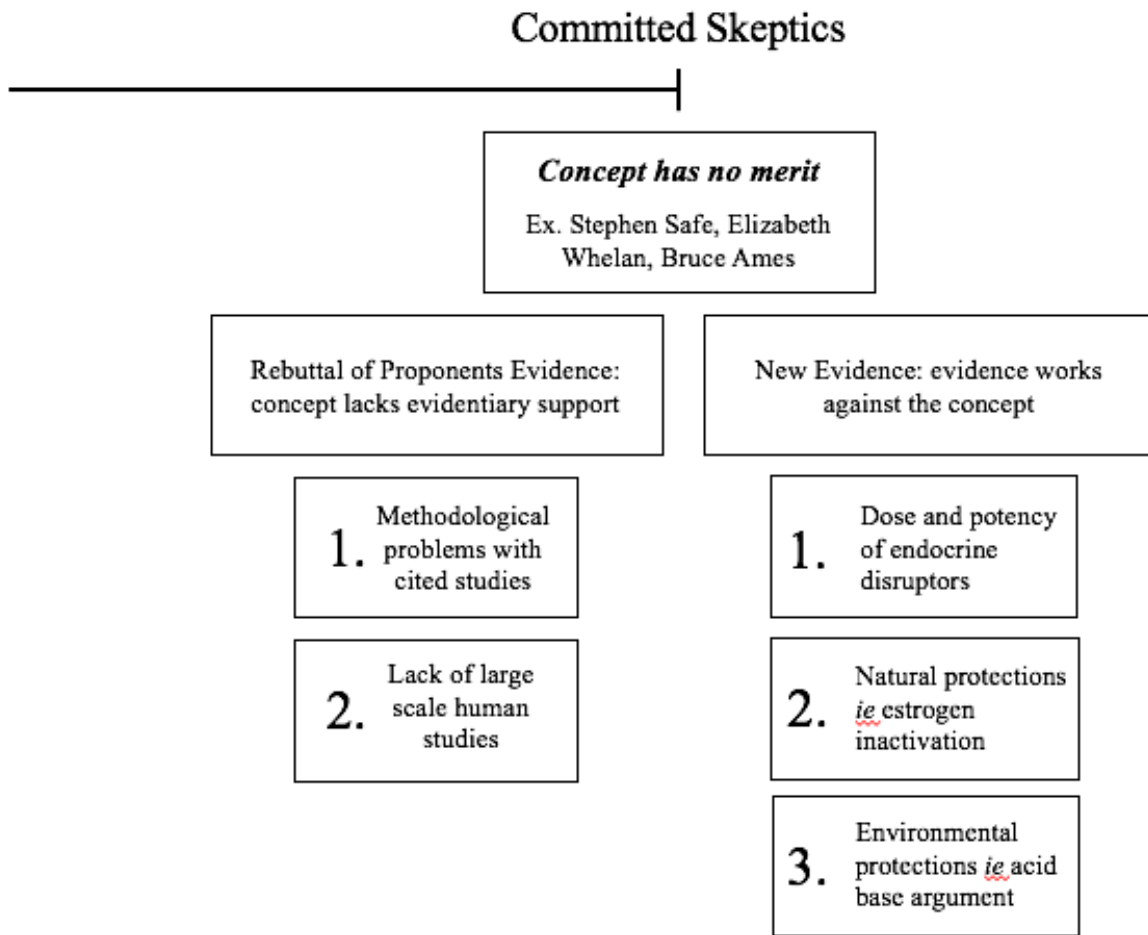 Committed Skeptics
Concept has no merit
Ex. Stephen Safe, Elizabeth
Whelan, Bruce Ames
Rebuttal of Proponents Evidence:
concept lacks evidentiary support
1. Methodological
problems with
cited studies
2. Lack of large
scale human
studies
New Evidence: evidence works
against the concept
1. Dose and potency
of endocrine
disruptors
2. Natural protections
ie estrogen
inactivation
3. Environmental
protections ie acid
base argument